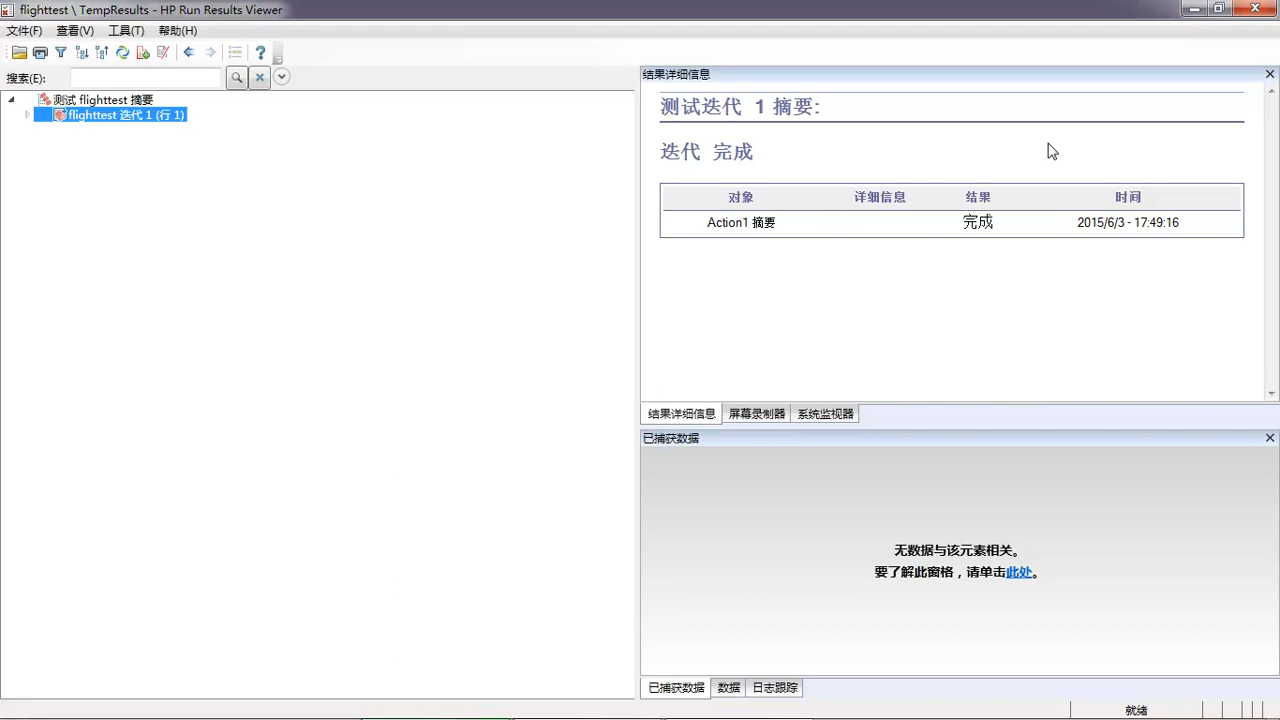 flighttest \ TempResults - HP Run Results Viewer
文件(F) 查看(V) 工具(T) 帮助(H)
搜索(E):
测试 flighttest 摘要
flighttest 迭代 1 (行 1)
结果详细信息
测试迭代 1 摘要:
迭代 完成
对象 详细信息 结果 时间
Action1 摘要 完成 2015/6/3 - 17:49:16
结果详细信息 屏幕录制器 系统监视器
已捕获数据
无数据与该元素相关。
要了解此窗格，请单击此处。
已捕获数据 数据 日志跟踪
就绪